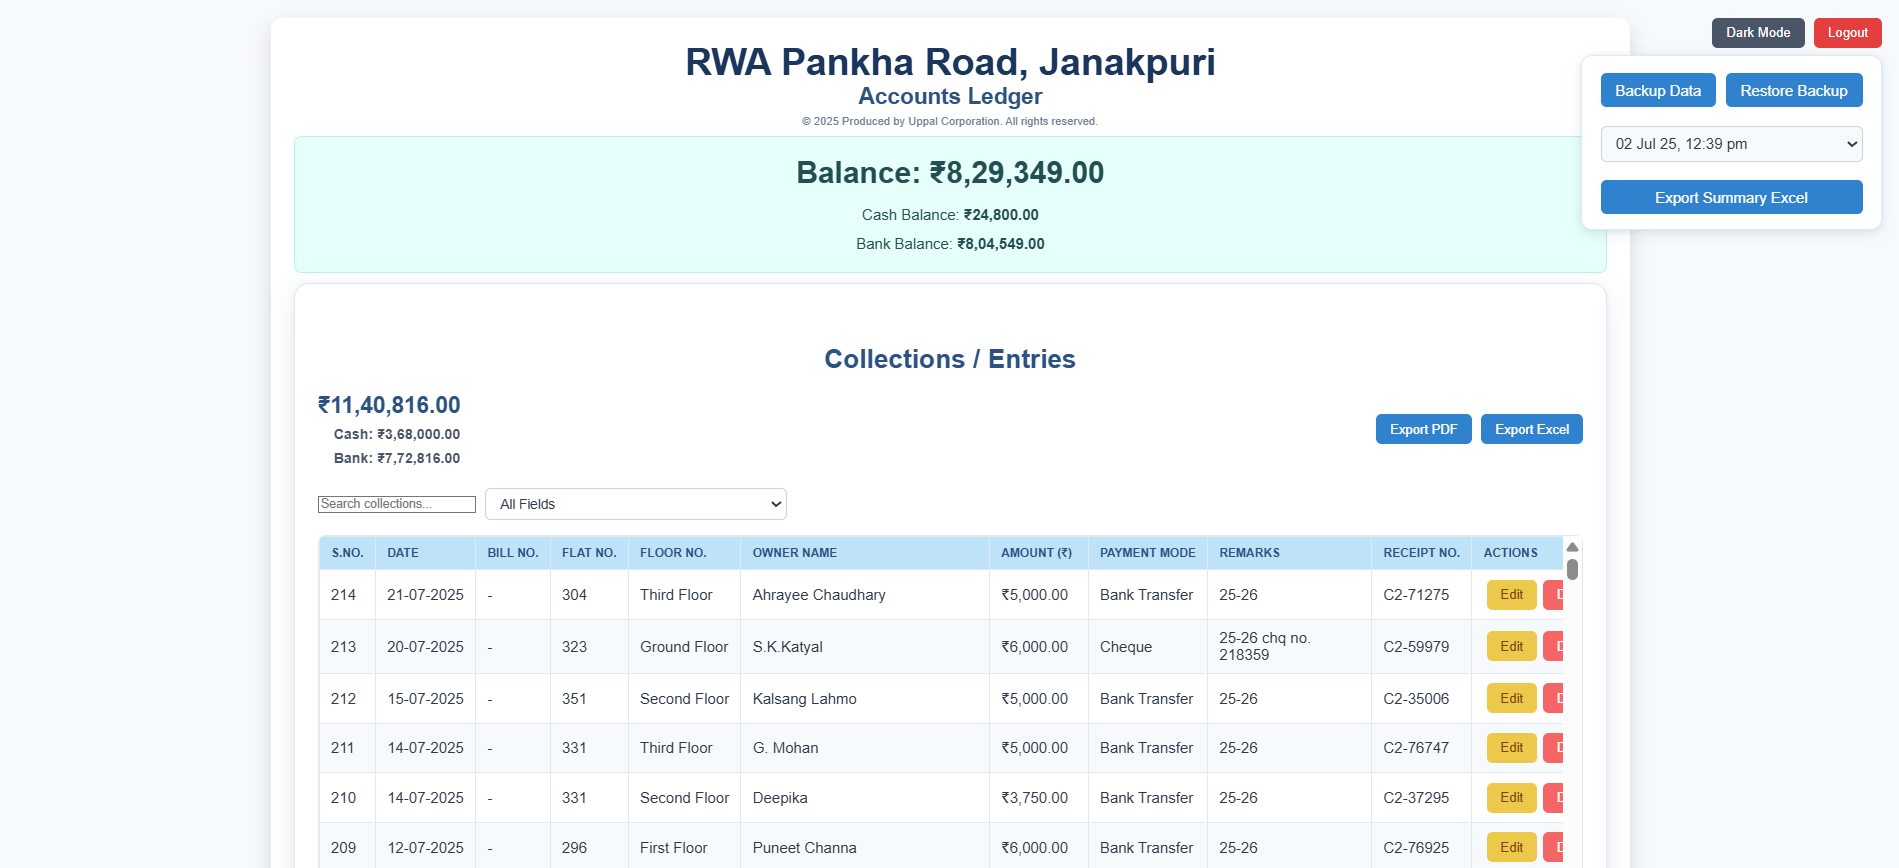 Dark Mode Logout
RWA Pankha Road, Janakpuri
Accounts Ledger
© 2025 Produced by Uppal Corporation. All rights reserved.
Backup Data Restore Backup
02 Jul 25, 12:39 pm
Export Summary Excel
Balance: ₹8,29,349.00
Cash Balance: ₹24,800.00
Bank Balance: ₹8,04,549.00
Collections / Entries
₹11,40,816.00
Cash: ₹3,68,000.00
Bank: ₹7,72,816.00
Export PDF Export Excel
Search collections... All Fields
S.NO. DATE BILL NO. FLAT NO. FLOOR NO. OWNER NAME AMOUNT (₹) PAYMENT MODE REMARKS RECEIPT NO. ACTIONS
214 21-07-2025 - 304 Third Floor Ahrayee Chaudhary ₹5,000.00 Bank Transfer 25-26 C2-71275 Edit
213 20-07-2025 - 323 Ground Floor S.K.Katyal ₹6,000.00 Cheque 25-26 chq no. 218359 C2-59979 Edit
212 15-07-2025 - 351 Second Floor Kalsang Lahmo ₹5,000.00 Bank Transfer 25-26 C2-35006 Edit
211 14-07-2025 - 331 Third Floor G. Mohan ₹5,000.00 Bank Transfer 25-26 C2-76747 Edit
210 14-07-2025 - 331 Second Floor Deepika ₹3,750.00 Bank Transfer 25-26 C2-37295 Edit
209 12-07-2025 - 296 First Floor Puneet Channa ₹6,000.00 Bank Transfer 25-26 C2-76925 Edit